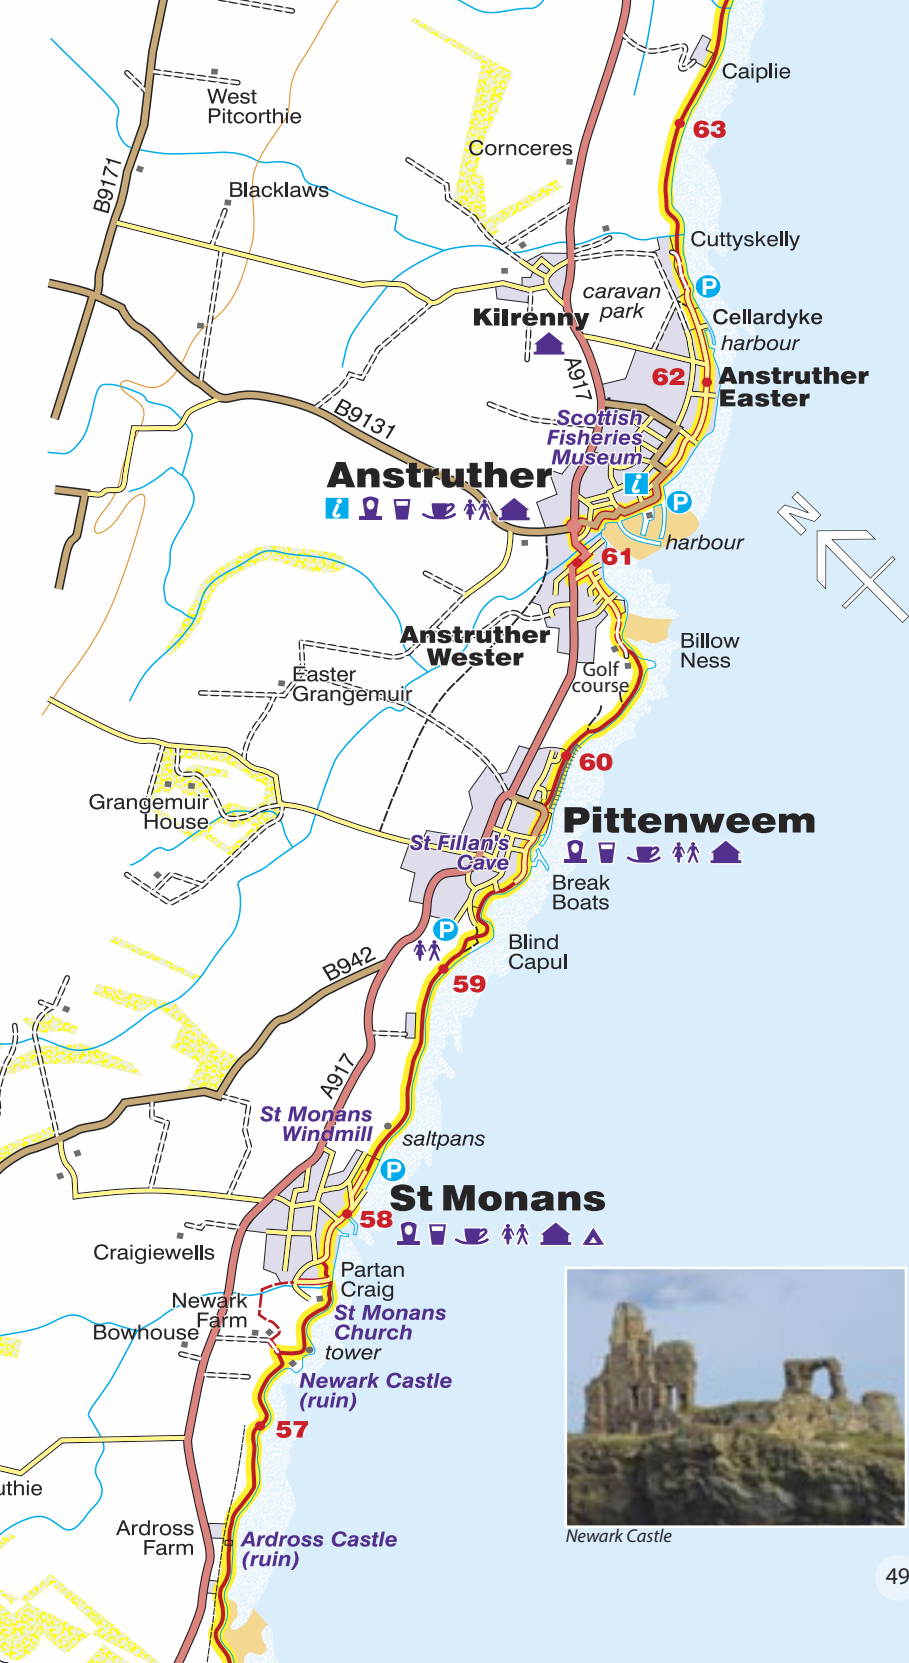 Caiplie
West
Pitcorthie
63
Cornceres
B9171
Blacklaws
Cuttyskelly
P
caravan
park
Kilrenny
Cellardyke
harbour
A917
62
Anstruther
Easter
B9131
Scottish
Fisheries
Museum
Anstruther
i
i
P
N
harbour
61
Anstruther
Wester
Billow
Ness
Golf
course
Easter
Grangemuir
60
Grangemuir
House
Pittenweem
St Fillan's
Cave
Break
Boats
P
Blind
Capul
B942
59
A917
St Monans
Windmill
saltpans
P
St Monans
58
Craigiewells
Partan
Craig
Newark
Farm
St Monans
Church
Bowhouse
tower
Newark Castle
(ruin)
57
uthie
Ardross
Farm
Ardross Castle
(ruin)
Newark Castle
49